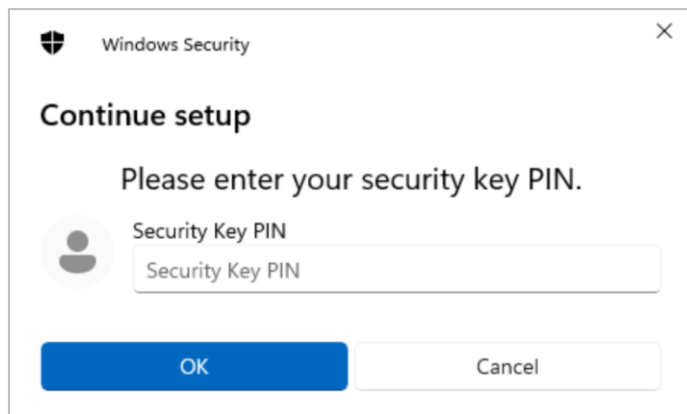 Windows Security
Continue setup
Please enter your security key PIN.
Security Key PIN
Security Key PIN
OK
Cancel